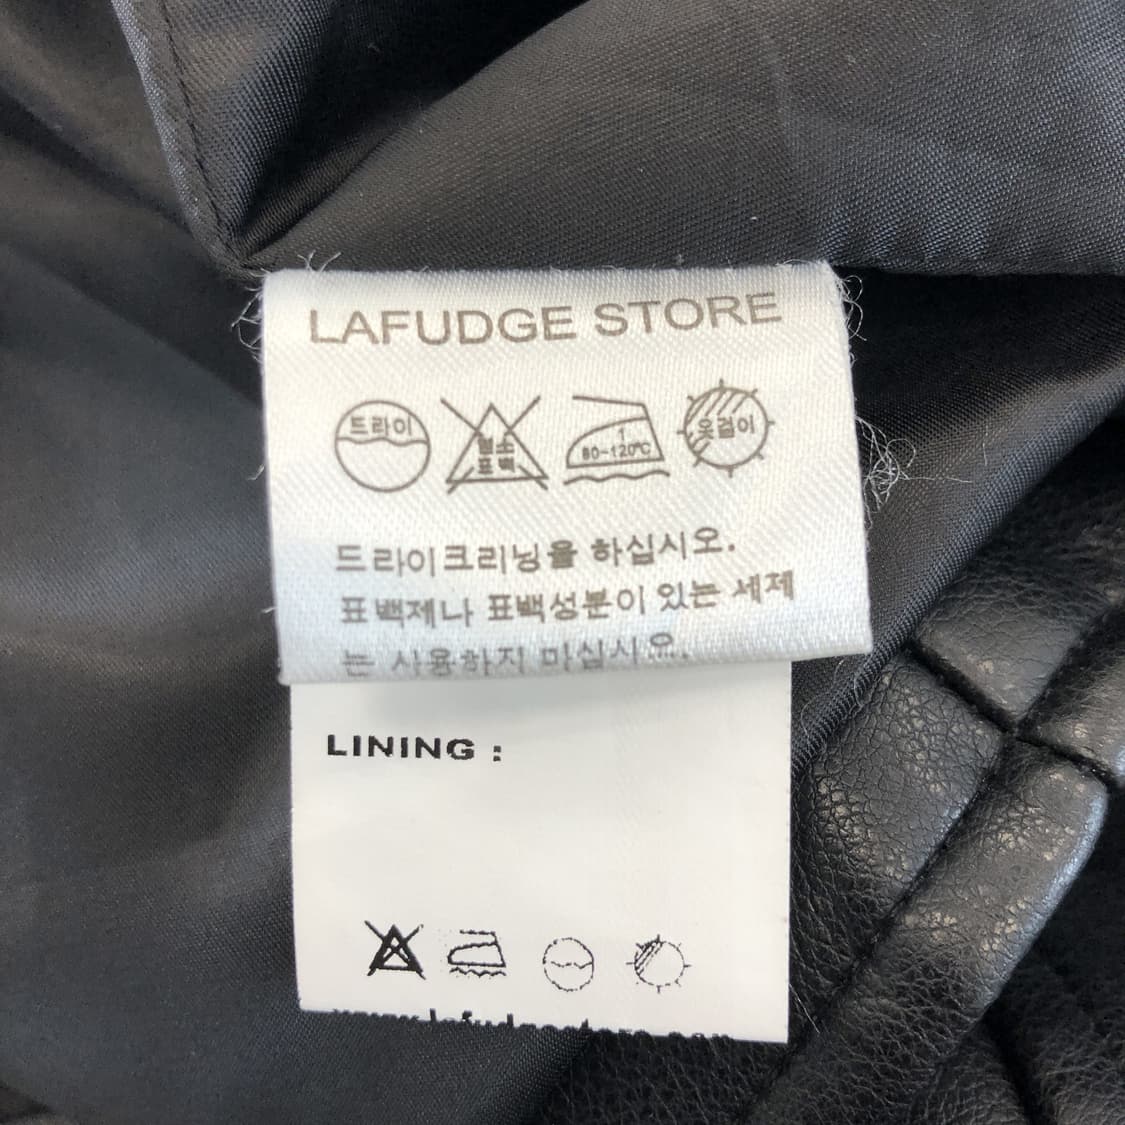 LAFUDGE STORE
드라이
염소
표백
1
80-120℃
옷걸이
드라이크리닝을 하십시오.
표백제나 표백성분이 있는 세제
는 사용하지 마십시오.
LINING :